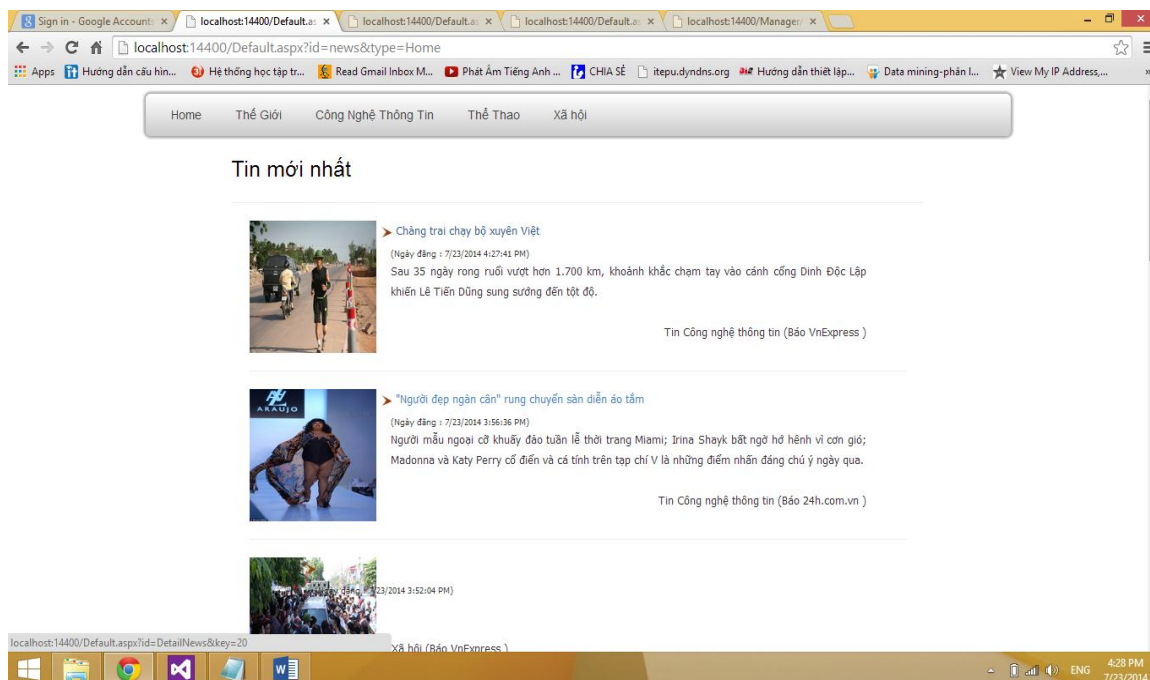 Sign in - Google Accounts
localhost:14400/Default.as
localhost:14400/Default.as
localhost:14400/Default.as
localhost:14400/Manager/
localhost:14400/Default.aspx?id=news&type=Home
Apps Hướng dẫn cấu hìn... Hệ thống học tập tr... Read Gmail Inbox M... Phát Âm Tiếng Anh ... CHIA SẺ itepu.dyndns.org Hướng dẫn thiết lập... Data mining-phân l... View My IP Address,...
Home Thế Giới Công Nghệ Thông Tin Thể Thao Xã hội
Tin mới nhất
Chàng trai chạy bộ xuyên Việt
(Ngày đăng : 7/23/2014 4:27:41 PM)
Sau 35 ngày rong ruổi vượt hơn 1.700 km, khoảnh khắc chạm tay vào cánh cổng Dinh Độc Lập
khiến Lê Tiến Dũng sung sướng đến tột độ.
Tin Công nghệ thông tin (Báo VnExpress )
ARAUJO
"Người đẹp ngàn cân" rung chuyển sàn diễn áo tắm
(Ngày đăng : 7/23/2014 3:56:36 PM)
Người mẫu ngoại cỡ khuấy đảo tuần lễ thời trang Miami; Irina Shayk bất ngờ hớ hênh vì cơn gió;
Madonna và Katy Perry cổ điển và cá tính trên tạp chí V là những điểm nhấn đáng chú ý ngày qua.
Tin Công nghệ thông tin (Báo 24h.com.vn )
đăng : 7/23/2014 3:52:04 PM)
Xã hội (Báo VnExpress )
localhost:14400/Default.aspx?id=DetailNews&key=20
ENG
4:28 PM
7/23/2014